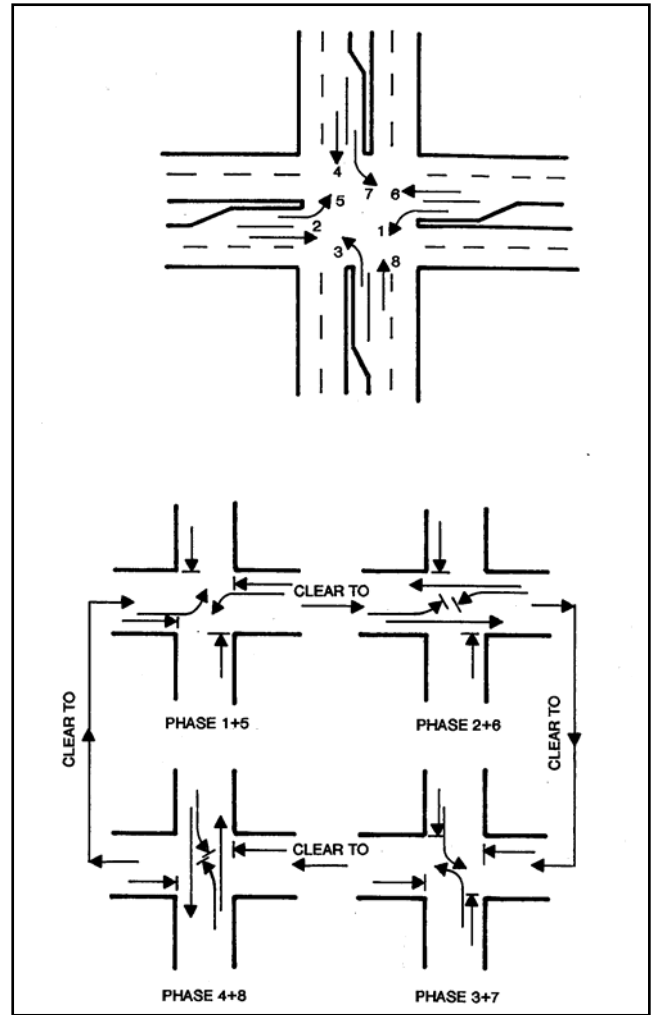 4
7
6
5
2
1
3
8
CLEAR TO
PHASE 1+5
PHASE 2+6
CLEAR TO
CLEAR TO
CLEAR TO
PHASE 4+8
PHASE 3+7